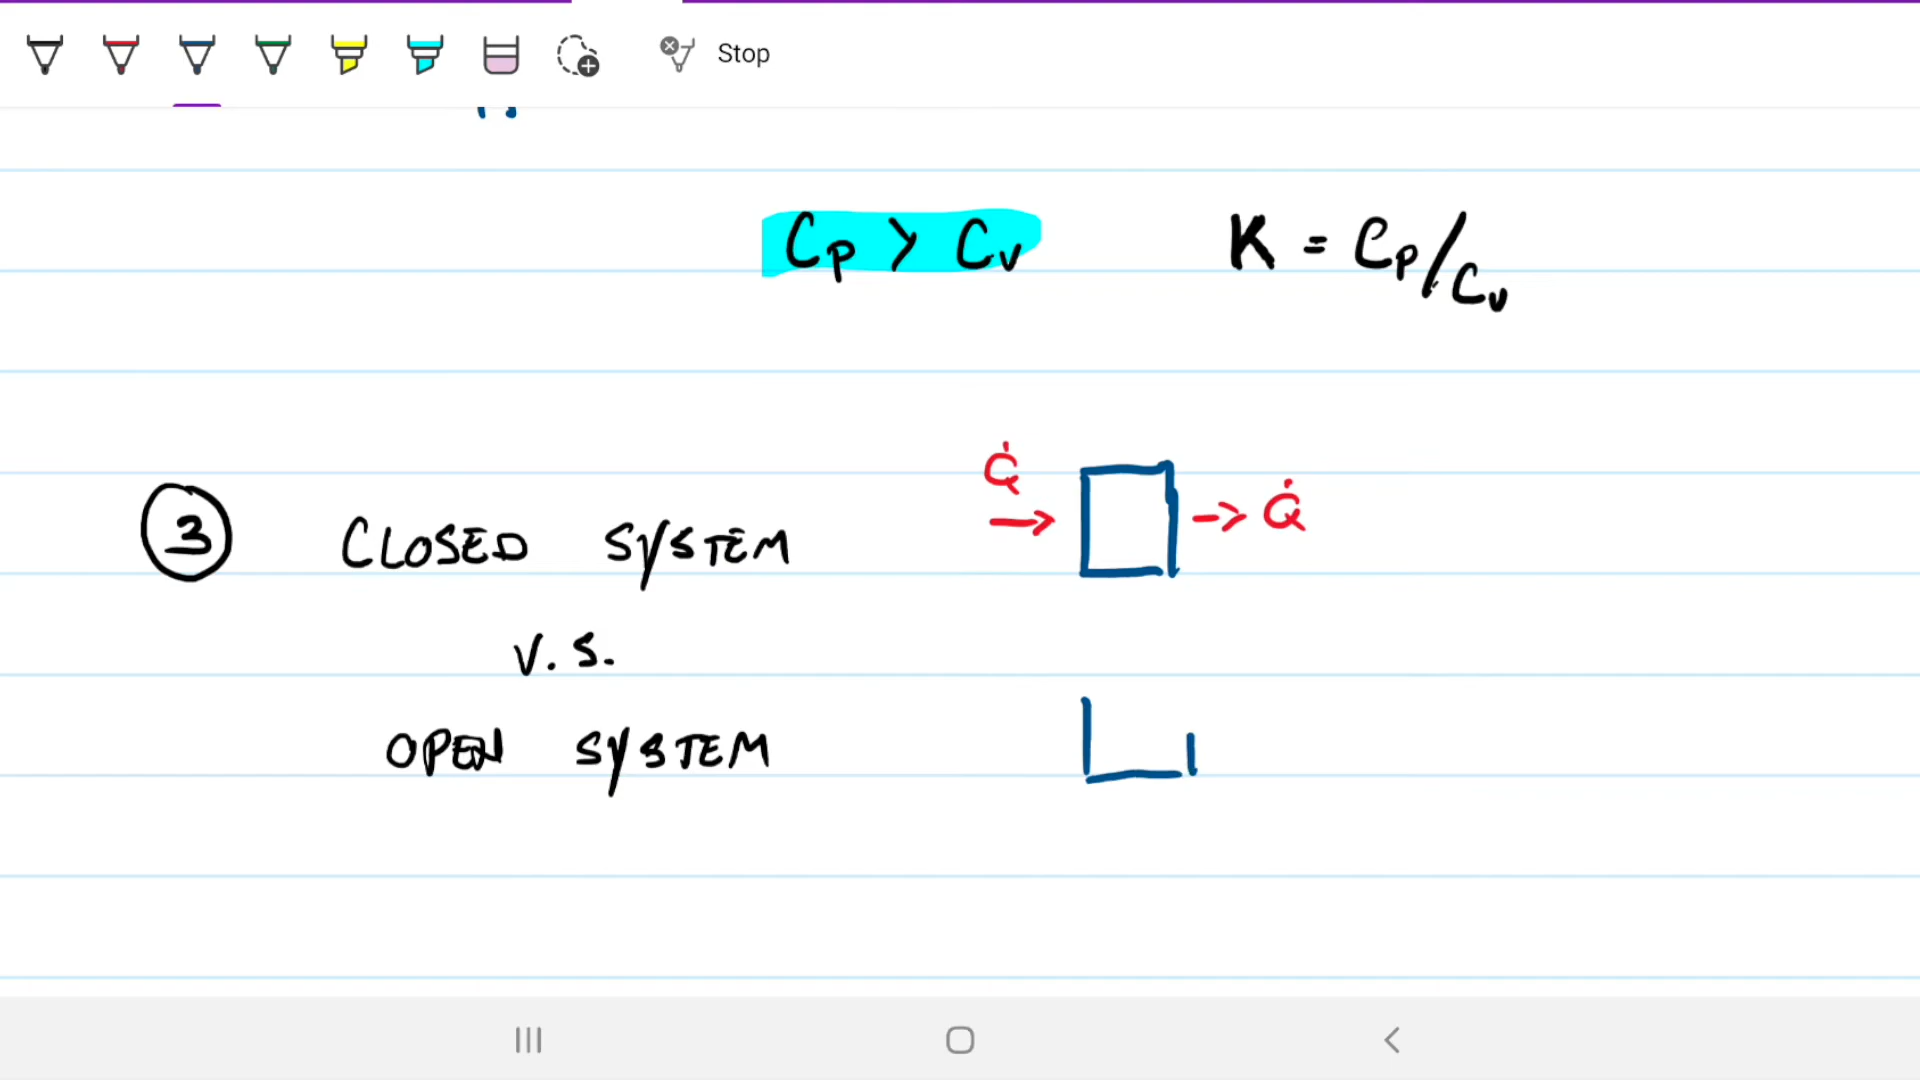 Stop
Cp > Cv K = Cp/Cv
Q̇
3 CLOSED SYSTEM → → Q̇
V.S.
OPEN SYSTEM